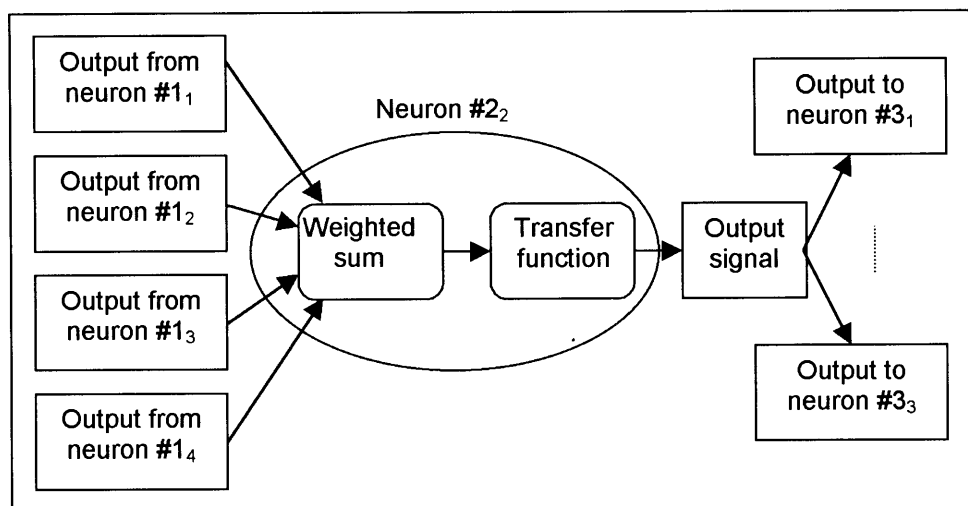 Output from
neuron #1₁
Output from
neuron #1₂
Output from
neuron #1₃
Output from
neuron #1₄
Neuron #2₂
Weighted
sum
Transfer
function
Output
signal
Output to
neuron #3₁
Output to
neuron #3₃